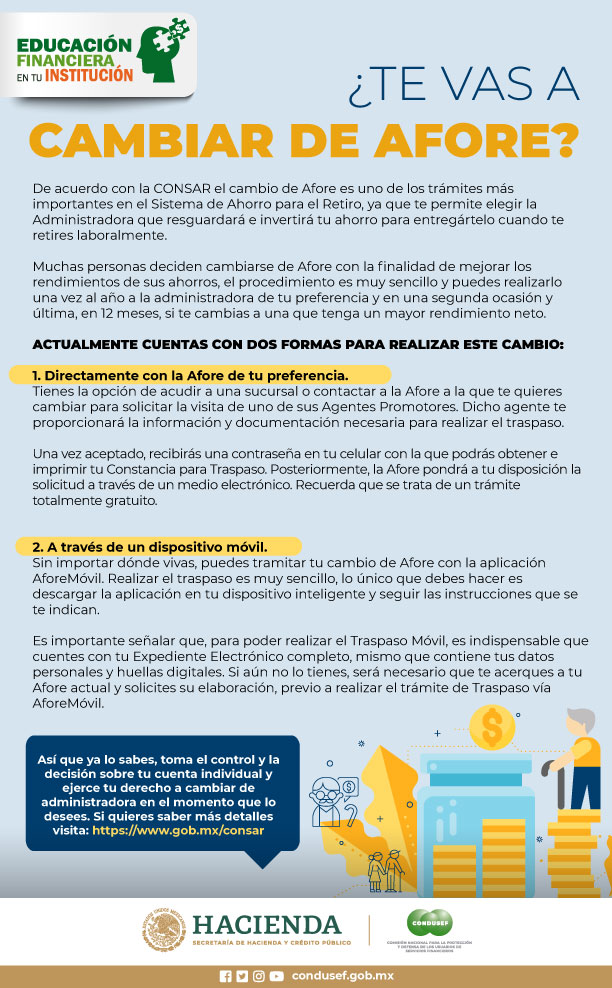 EDUCACIÓN
FINANCIERA
EN TU INSTITUCIÓN
¿TE VAS A
CAMBIAR DE AFORE?
De acuerdo con la CONSAR el cambio de Afore es uno de los trámites más
importantes en el Sistema de Ahorro para el Retiro, ya que te permite elegir la
Administradora que resguardará e invertirá tu ahorro para entregártelo cuando te
retires laboralmente.
Muchas personas deciden cambiarse de Afore con la finalidad de mejorar los
rendimientos de sus ahorros, el procedimiento es muy sencillo y puedes realizarlo
una vez al año a la administradora de tu preferencia y en una segunda ocasión y
última, en 12 meses, si te cambias a una que tenga un mayor rendimiento neto.
ACTUALMENTE CUENTAS CON DOS FORMAS PARA REALIZAR ESTE CAMBIO:
1. Directamente con la Afore de tu preferencia.
Tienes la opción de acudir a una sucursal o contactar a la Afore a la que te quieres
cambiar para solicitar la visita de uno de sus Agentes Promotores. Dicho agente te
proporcionará la información y documentación necesaria para realizar el traspaso.
Una vez aceptado, recibirás una contraseña en tu celular con la que podrás obtener e
imprimir tu Constancia para Traspaso. Posteriormente, la Afore pondrá a tu disposición la
solicitud a través de un medio electrónico. Recuerda que se trata de un trámite
totalmente gratuito.
2. A través de un dispositivo móvil.
Sin importar dónde vivas, puedes tramitar tu cambio de Afore con la aplicación
AforeMóvil. Realizar el traspaso es muy sencillo, lo único que debes hacer es
descargar la aplicación en tu dispositivo inteligente y seguir las instrucciones que se
te indican.
Es importante señalar que, para poder realizar el Traspaso Móvil, es indispensable que
cuentes con tu Expediente Electrónico completo, mismo que contiene tus datos
personales y huellas digitales. Si aún no lo tienes, será necesario que te acerques a tu
Afore actual y solicites su elaboración, previo a realizar el trámite de Traspaso vía
AforeMóvil.
Así que ya lo sabes, toma el control y la
decisión sobre tu cuenta individual y
ejerce tu derecho a cambiar de
administradora en el momento que lo
desees. Si quieres saber más detalles
visita: https://www.gob.mx/consar
HACIENDA
SECRETARÍA DE HACIENDA Y CRÉDITO PÚBLICO
CONDUSEF
COMISIÓN NACIONAL PARA LA PROTECCIÓN
Y DEFENSA DE LOS USUARIOS DE
SERVICIOS FINANCIEROS
condusef.gob.mx